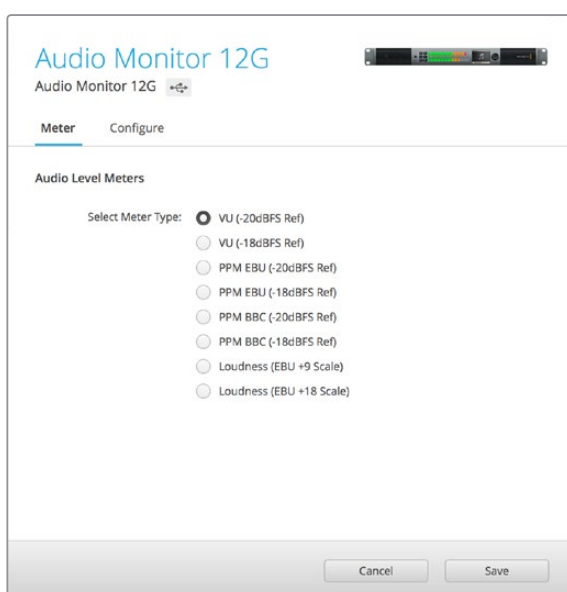 Audio Monitor 12G
Audio Monitor 12G
Meter Configure
Audio Level Meters
Select Meter Type: VU (-20dBFS Ref)
VU (-18dBFS Ref)
PPM EBU (-20dBFS Ref)
PPM EBU (-18dBFS Ref)
PPM BBC (-20dBFS Ref)
PPM BBC (-18dBFS Ref)
Loudness (EBU +9 Scale)
Loudness (EBU +18 Scale)
Cancel Save